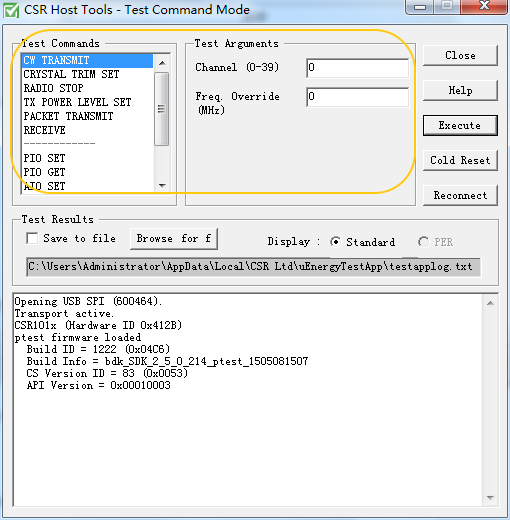 CSR Host Tools - Test Command Mode
Test Commands
CW TRANSMIT
CRYSTAL TRIM SET
RADIO STOP
TX POWER LEVEL SET
PACKET TRANSMIT
RECEIVE
------------
PIO SET
PIO GET
AIO SET
Test Arguments
Channel (0-39)
0
Freq. Override
(MHz)
0
Close
Help
Execute
Cold Reset
Reconnect
Test Results
Save to file
Browse for f
Display :
Standard
PER
C:\Users\Administrator\AppData\Local\CSR Ltd\uEnergyTestApp\testapplog.txt
Opening USB SPI (600464).
Transport active.
CSR101x (Hardware ID 0x412B)
ptest firmware loaded
Build ID = 1222 (0x04C6)
Build Info = bdk_SDK_2_5_0_214_ptest_1505081507
CS Version ID = 83 (0x0053)
API Version = 0x00010003